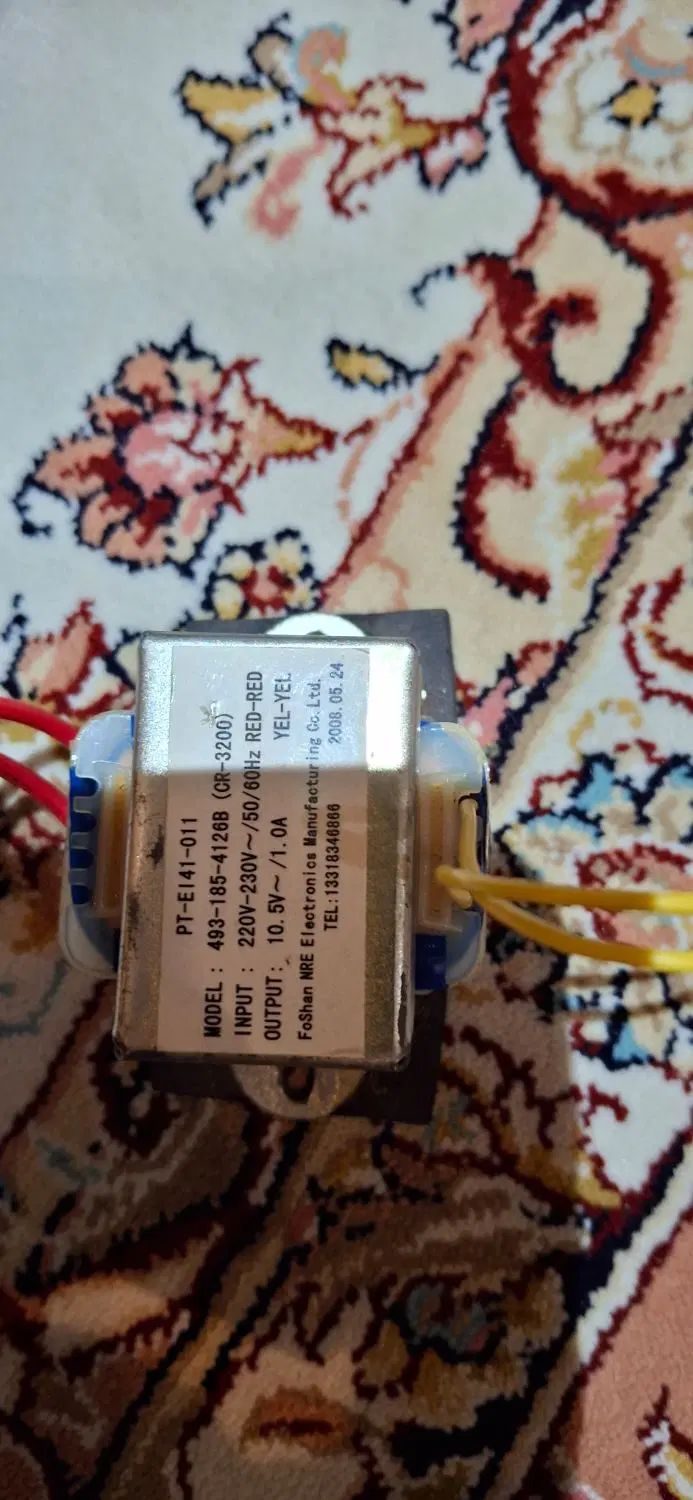 PT-EI41-011
MODEL: 493-185-4126B (CR-3200)
INPUT: 220V-230V~/50/60Hz RED-RED
OUTPUT: 10.5V~/1.0A YEL-YEL
FoShan NRE Electronics Manufacturing Co.Ltd.
TEL:13318346866 2008.05.24